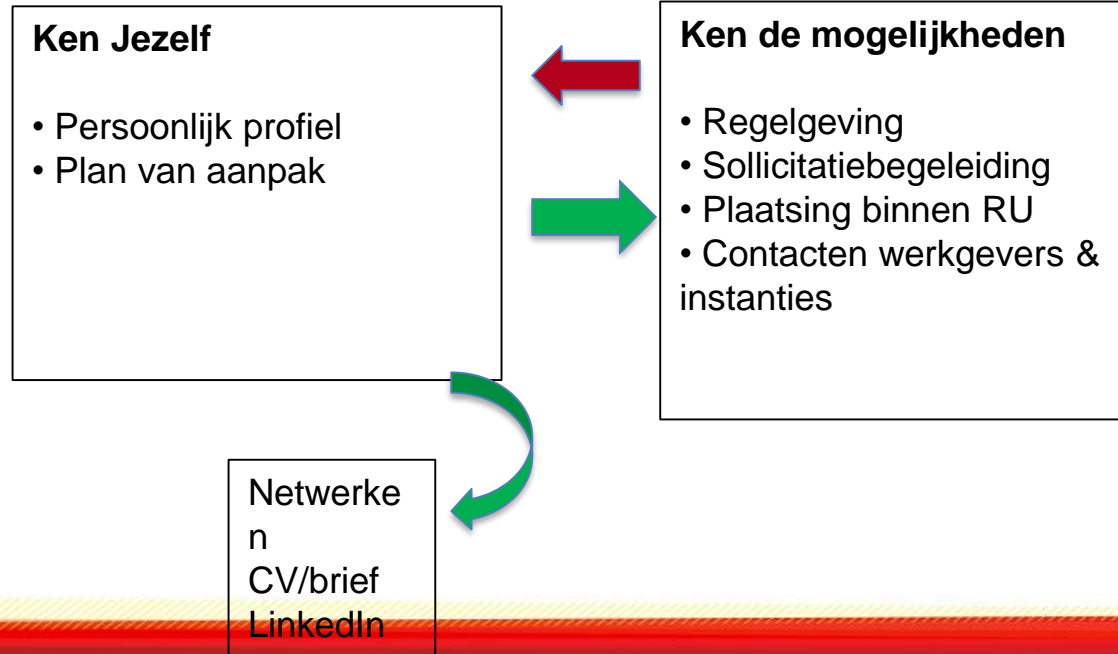 Ken Jezelf
• Persoonlijk profiel
• Plan van aanpak
Ken de mogelijkheden
• Regelgeving
• Sollicitatiebegeleiding
• Plaatsing binnen RU
• Contacten werkgevers &
instanties
Netwerke
n
CV/brief
LinkedIn